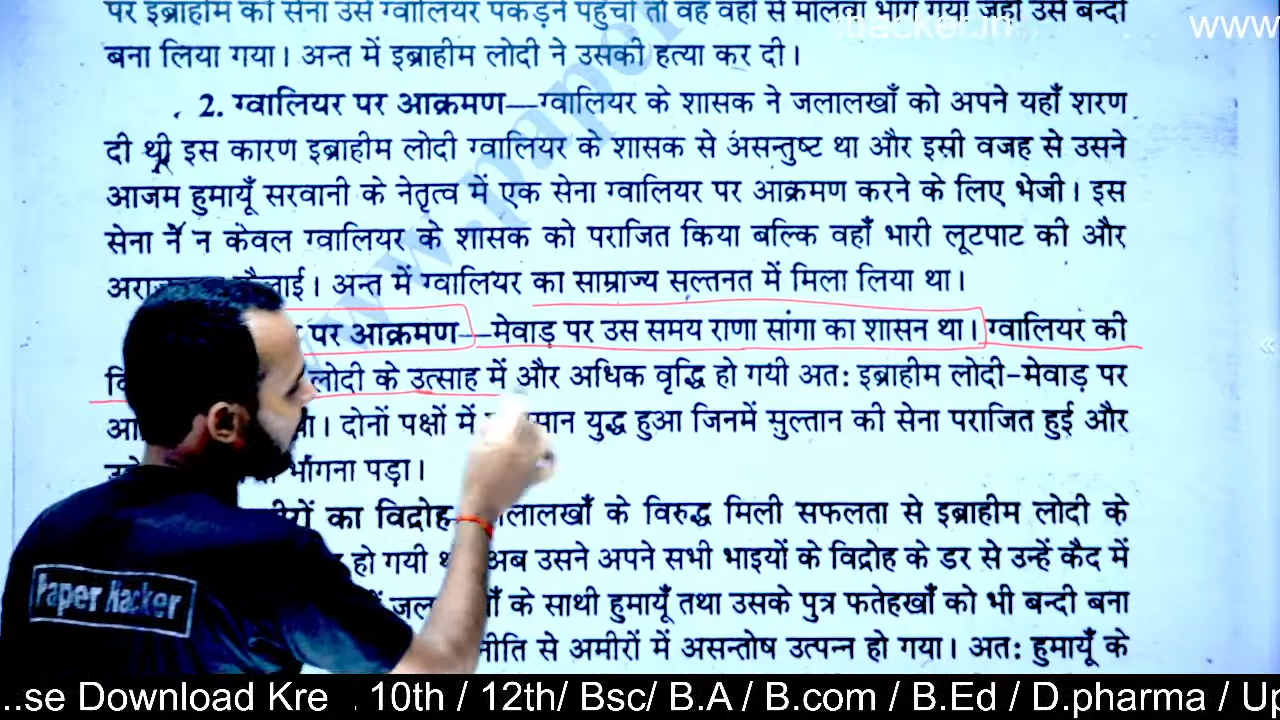 पर इब्राहीम की सेना उसे ग्वालियर पकड़ने पहुँची तो वह वहाँ से मालवा भाग गया जहाँ उसे बन्दी
बना लिया गया। अन्त में इब्राहीम लोदी ने उसकी हत्या कर दी।
2. ग्वालियर पर आक्रमण—ग्वालियर के शासक ने जलालखाँ को अपने यहाँ शरण
दी थी इस कारण इब्राहीम लोदी ग्वालियर के शासक से असन्तुष्ट था और इसी वजह से उसने
आजम हुमायूँ सरवानी के नेतृत्व में एक सेना ग्वालियर पर आक्रमण करने के लिए भेजी। इस
सेना ने न केवल ग्वालियर के शासक को पराजित किया बल्कि वहाँ भारी लूटपाट की और
अन्त में ग्वालियर का साम्राज्य सल्तनत में मिला लिया था।
पर आक्रमण—मेवाड़ पर उस समय राणा सांगा का शासन था। ग्वालियर की
लोदी के उत्साह में और अधिक वृद्धि हो गयी अतः इब्राहीम लोदी-मेवाड़ पर
दोनों पक्षों में युद्ध हुआ जिनमें सुल्तान की सेना पराजित हुई और
भागना पड़ा।
का विद्रोह के विरुद्ध मिली सफलता से इब्राहीम लोदी के
हो गयी अब उसने अपने सभी भाइयों के विद्रोह के डर से उन्हें कैद में
के साथी हुमायूँ तथा उसके पुत्र फतेहखाँ को भी बन्दी बना
से अमीरों में असन्तोष उत्पन्न हो गया। अतः हुमायूँ के
www
Paper Hacker
..se Download Kre . 10th / 12th/ Bsc/ B.A / B.com / B.Ed / D.pharma / Up